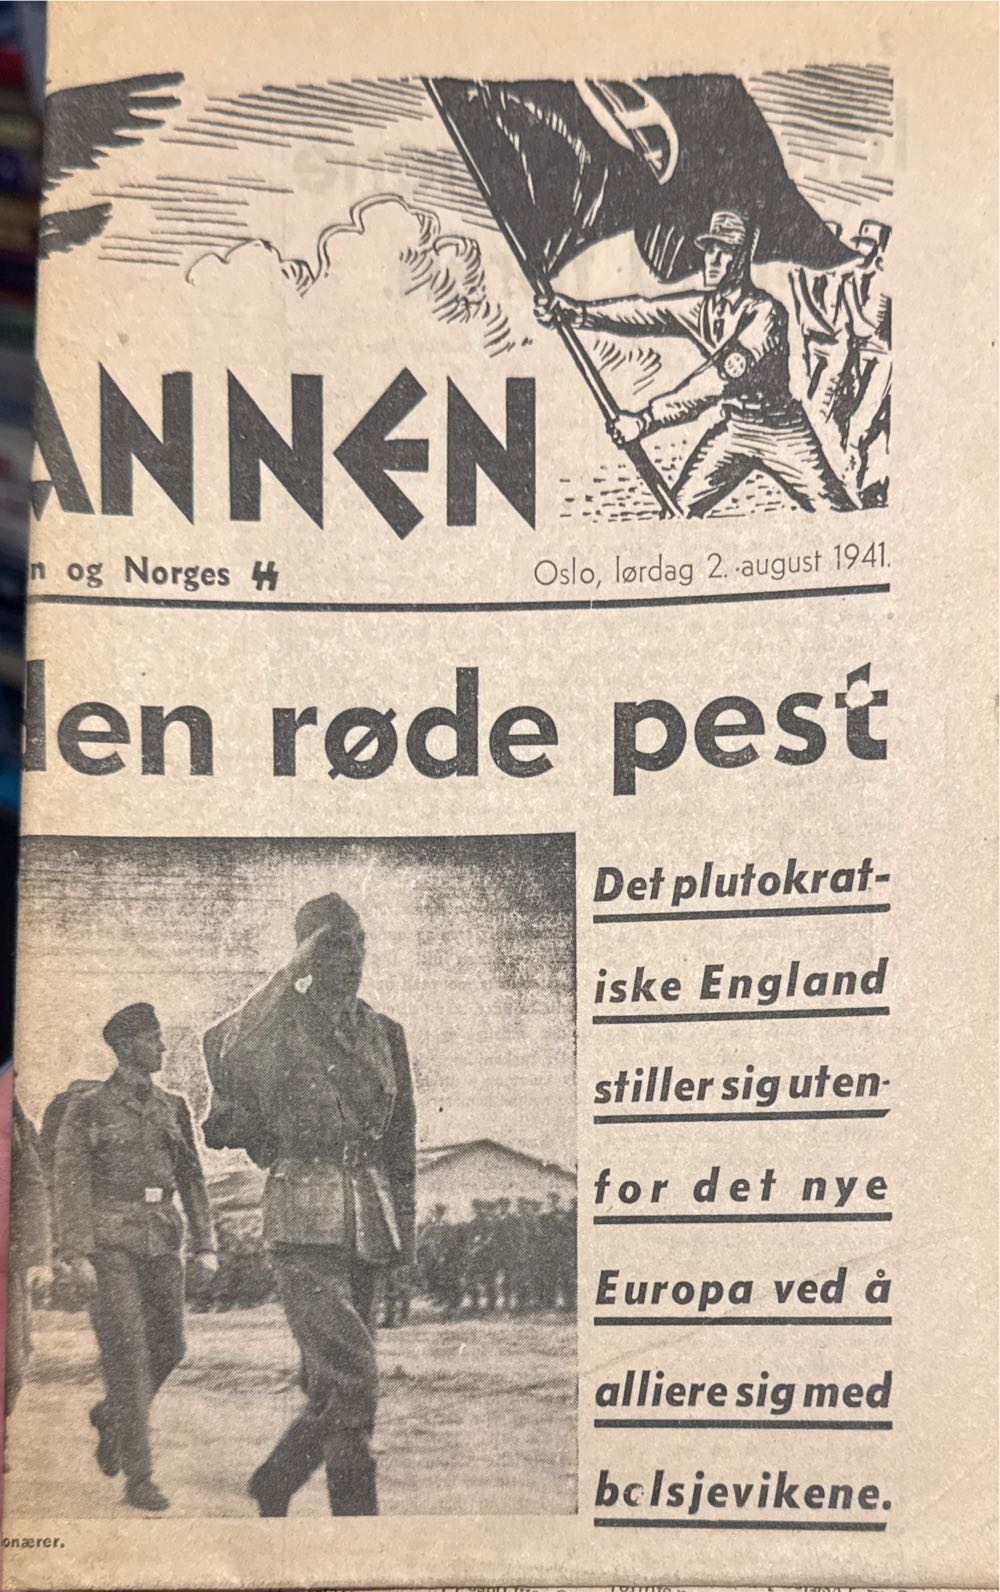 ANNEN
n og Norges ᛋᛋ
Oslo, lørdag 2. august 1941.
den røde pest
Det plutokrat-
iske England
stiller sig uten-
for det nye
Europa ved å
alliere sig med
bolsjevikene.
onærer.